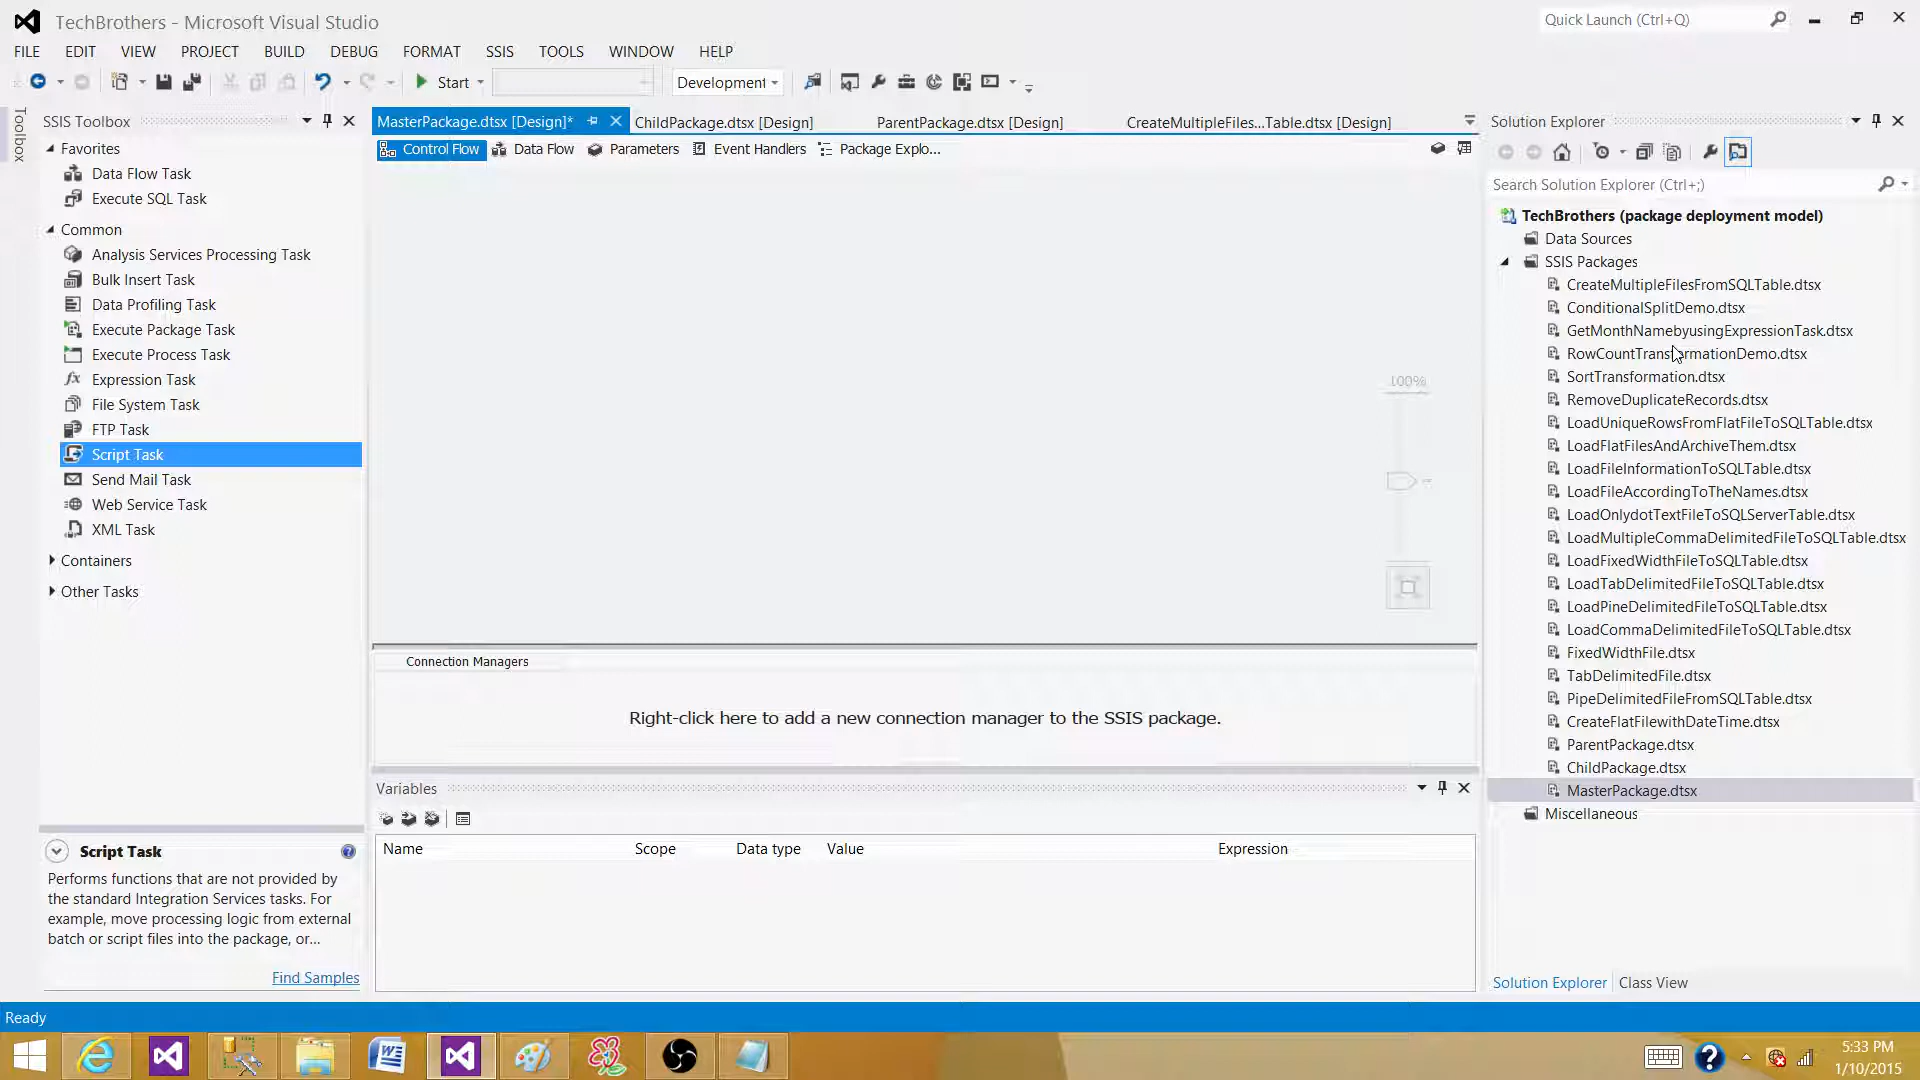 TechBrothers - Microsoft Visual Studio
Quick Launch (Ctrl+Q)
FILE EDIT VIEW PROJECT BUILD DEBUG FORMAT SSIS TOOLS WINDOW HELP
Start
Development
Toolbox
SSIS Toolbox
Favorites
Data Flow Task
Execute SQL Task
Common
Analysis Services Processing Task
Bulk Insert Task
Data Profiling Task
Execute Package Task
Execute Process Task
Expression Task
File System Task
FTP Task
Script Task
Send Mail Task
Web Service Task
XML Task
Containers
Other Tasks
Script Task
Performs functions that are not provided by
the standard Integration Services tasks. For
example, move processing logic from external
batch or script files into the package, or...
Find Samples
MasterPackage.dtsx [Design]* ChildPackage.dtsx [Design] ParentPackage.dtsx [Design] CreateMultipleFiles...Table.dtsx [Design]
Control Flow Data Flow Parameters Event Handlers Package Explo...
100%
Connection Managers
Right-click here to add a new connection manager to the SSIS package.
Variables
Name Scope Data type Value Expression
Solution Explorer
Search Solution Explorer (Ctrl+;)
TechBrothers (package deployment model)
Data Sources
SSIS Packages
CreateMultipleFilesFromSQLTable.dtsx
ConditionalSplitDemo.dtsx
GetMonthNamebyusingExpressionTask.dtsx
RowCountTransformationDemo.dtsx
SortTransformation.dtsx
RemoveDuplicateRecords.dtsx
LoadUniqueRowsFromFlatFileToSQLTable.dtsx
LoadFlatFilesAndArchiveThem.dtsx
LoadFileInformationToSQLTable.dtsx
LoadFileAccordingToTheNames.dtsx
LoadOnlydotTextFileToSQLServerTable.dtsx
LoadMultipleCommaDelimitedFileToSQLTable.dtsx
LoadFixedWidthFileToSQLTable.dtsx
LoadTabDelimitedFileToSQLTable.dtsx
LoadPineDelimitedFileToSQLTable.dtsx
LoadCommaDelimitedFileToSQLTable.dtsx
FixedWidthFile.dtsx
TabDelimitedFile.dtsx
PipeDelimitedFileFromSQLTable.dtsx
CreateFlatFilewithDateTime.dtsx
ParentPackage.dtsx
ChildPackage.dtsx
MasterPackage.dtsx
Miscellaneous
Solution Explorer Class View
Ready
5:33 PM
1/10/2015